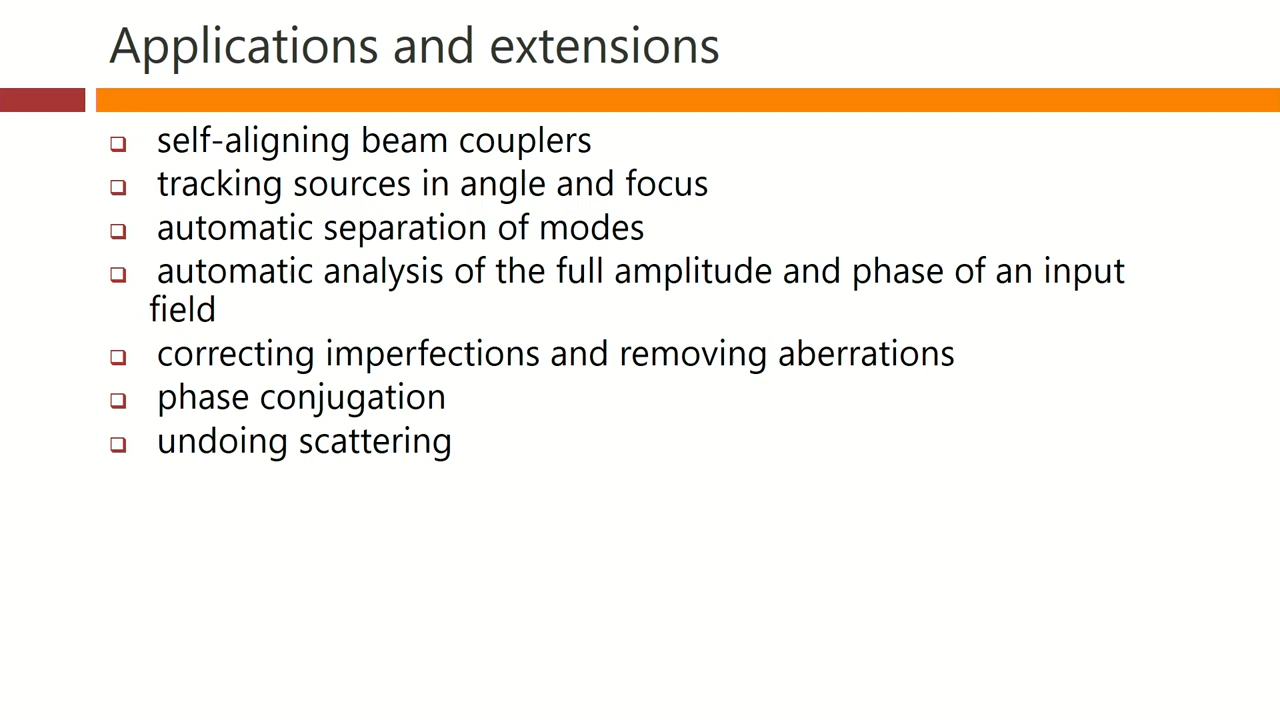 Applications and extensions
self-aligning beam couplers
tracking sources in angle and focus
automatic separation of modes
automatic analysis of the full amplitude and phase of an input
field
correcting imperfections and removing aberrations
phase conjugation
undoing scattering